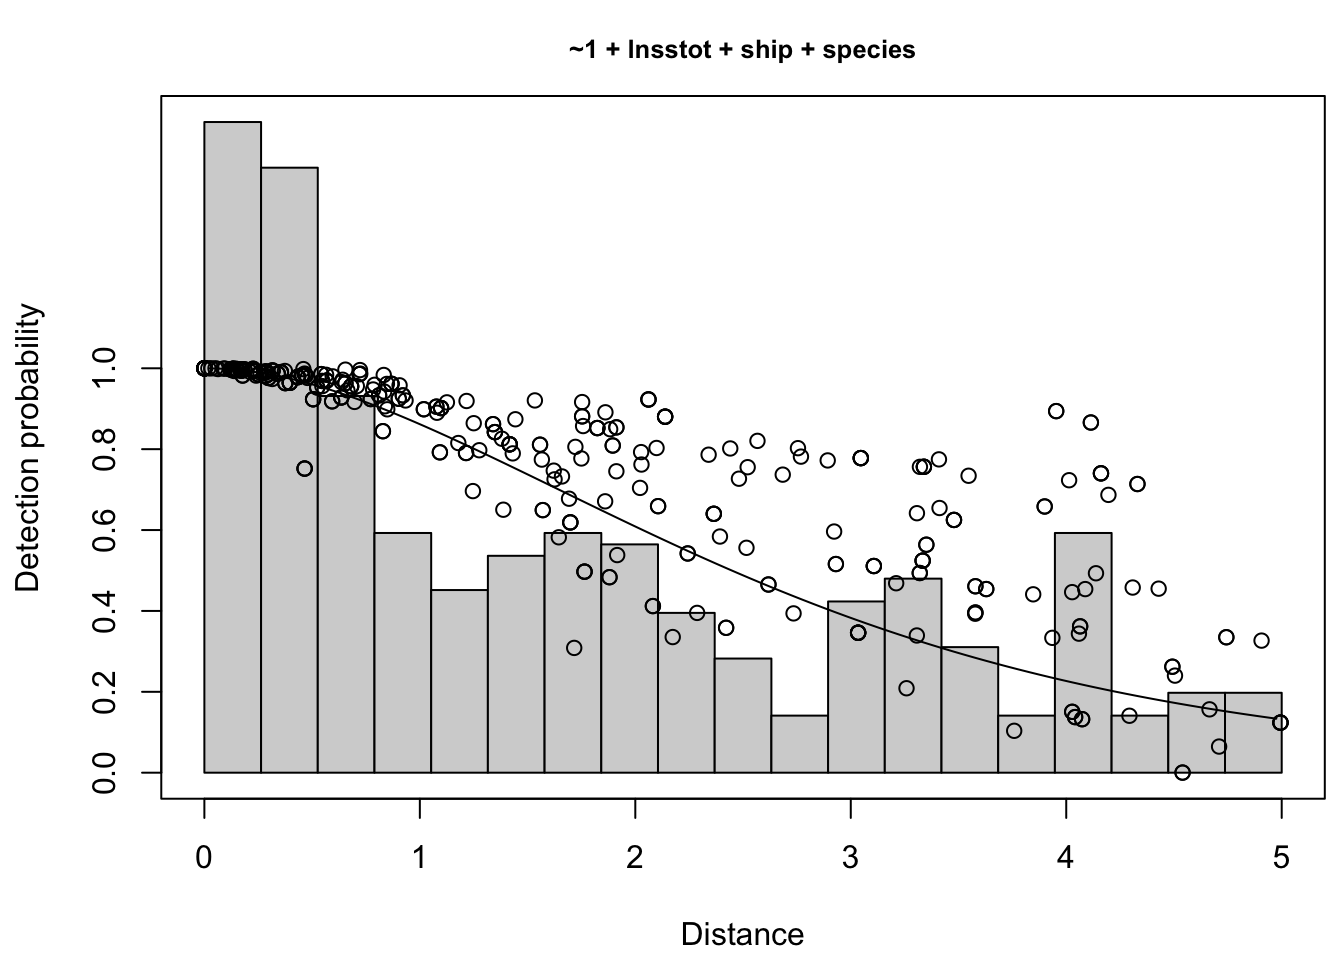 ~1 + lnsstot + ship + species
Detection probability
1.0
0.8
0.6
0.4
0.2
0.0
0 1 2 3 4 5
Distance